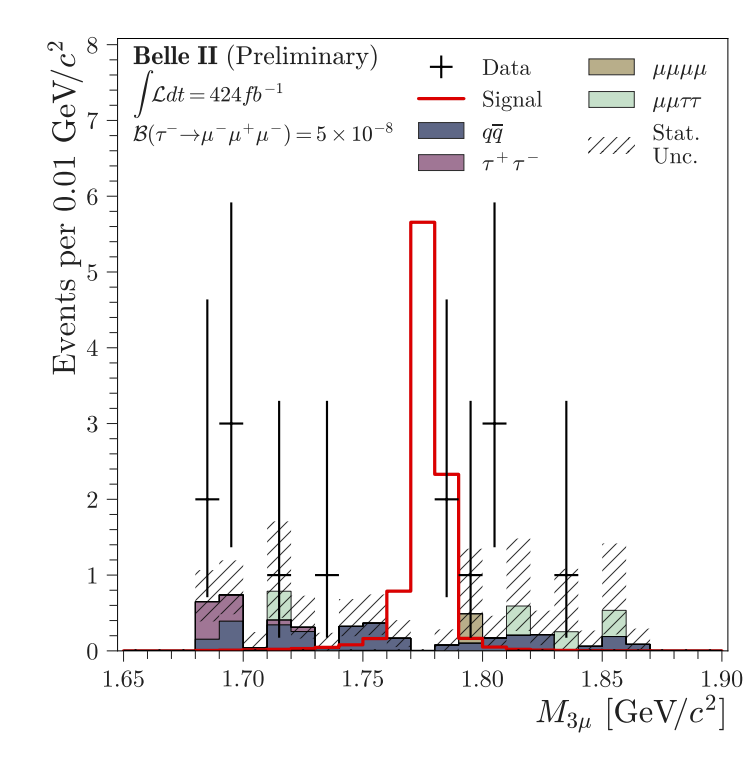 Belle II (Preliminary)
∫ℒdt = 424fb⁻¹
ℬ(τ⁻→μ⁻μ⁺μ⁻) = 5 × 10⁻⁸
Data
Signal
qq̅
τ⁺τ⁻
μμμμ
μμττ
Stat.
Unc.
Events per 0.01 GeV/c²
8
7
6
5
4
3
2
1
0
1.65 1.70 1.75 1.80 1.85 1.90
M₃μ [GeV/c²]